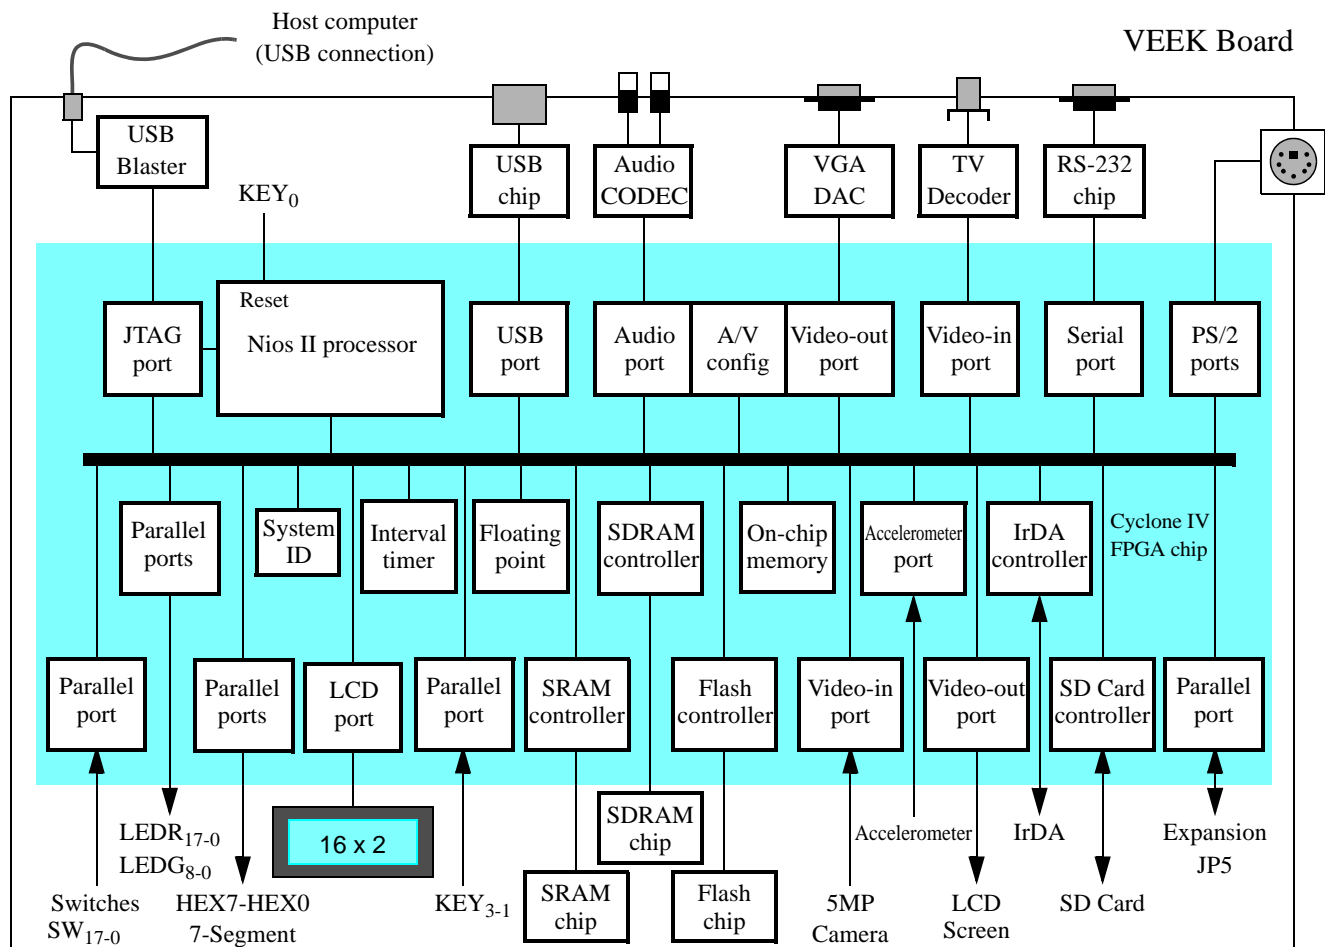 Host computer
(USB connection)
VEEK Board
USB
Blaster
KEY0
USB
chip
Audio
CODEC
VGA
DAC
TV
Decoder
RS-232
chip
JTAG
port
Reset
Nios II processor
USB
port
Audio
port
A/V
config
Video-out
port
Video-in
port
Serial
port
PS/2
ports
Parallel
ports
System
ID
Interval
timer
Floating
point
SDRAM
controller
On-chip
memory
Accelerometer
port
IrDA
controller
Cyclone IV
FPGA chip
Parallel
port
Parallel
ports
LCD
port
Parallel
port
SRAM
controller
Flash
controller
Video-in
port
Video-out
port
SD Card
controller
Parallel
port
LEDR17-0
LEDG8-0
16 x 2
SDRAM
chip
Accelerometer
IrDA
Expansion
JP5
Switches
SW17-0
HEX7-HEX0
7-Segment
KEY3-1
SRAM
chip
Flash
chip
5MP
Camera
LCD
Screen
SD Card